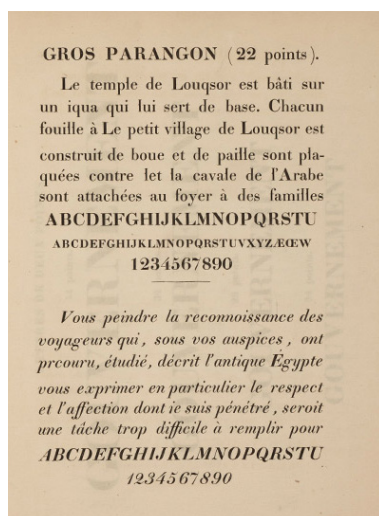 GROS PARANGON (22 points).
Le temple de Louqsor est bâti sur
un iqua qui lui sert de base. Chacun
fouille à Le petit village de Louqsor est
construit de boue et de paille sont pla-
quées contre let la cavale de l'Arabe
sont attachées au foyer à des familles
ABCDEFGHIJKLMNOPQRSTU
ABCDEFGHIJKLMNOPQRSTUVXYZÆŒW
1234567890
Vous peindre la reconnoissance des
voyageurs qui, sous vos auspices, ont
prcouru, étudié, décrit l'antique Égypte
vous exprimer en particulier le respect
et l'affection dont ie suis pénétré, seroit
une tâche trop difficile à remplir pour
ABCDEFGHIJKLMNOPQRSTU
1234567890